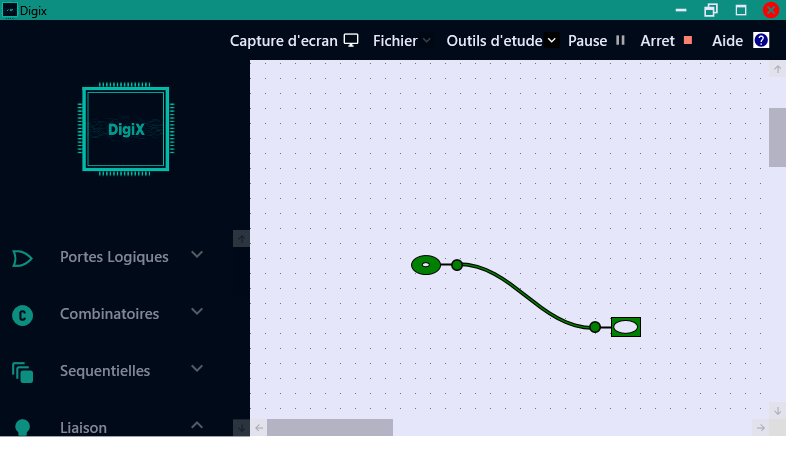 Digix
Capture d'ecran Fichier Outils d'etude Pause Arret Aide ?
DigiX
Portes Logiques
C Combinatoires
Sequentielles
Liaison